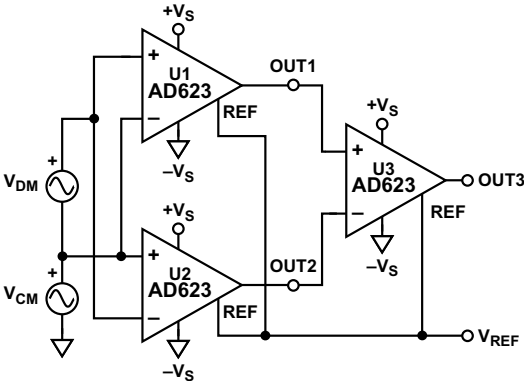 +VS
+
U1
AD623
−
REF
−VS
OUT1
+VS
+
U3
AD623
−
REF
−VS
OUT3
+
VDM
+
VCM
+VS
+
U2
AD623
−
REF
−VS
OUT2
VREF